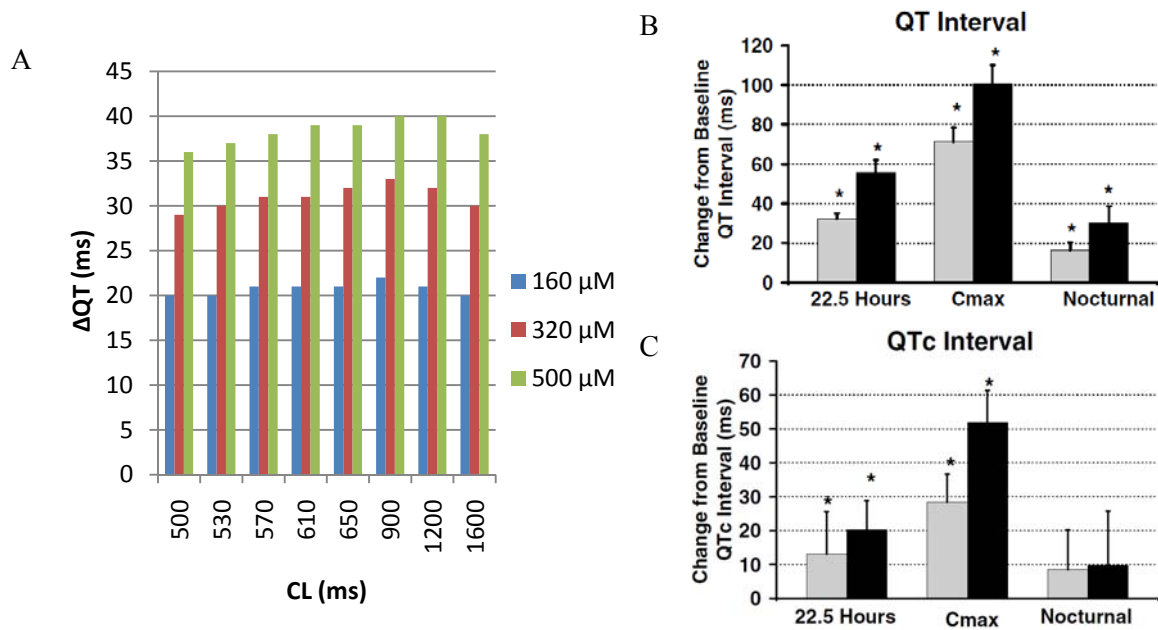 A
45
40
35
30
25
20
15
10
5
0
ΔQT (ms)
500
530
570
610
650
900
1200
1600
CL (ms)
160 µM
320 µM
500 µM
B
QT Interval
120
100
80
60
40
20
0
Change from Baseline
QT Interval (ms)
* * * * * *
22.5 Hours Cmax Nocturnal
C
QTc Interval
70
60
50
40
30
20
10
0
Change from Baseline
QTc Interval (ms)
* * * *
22.5 Hours Cmax Nocturnal